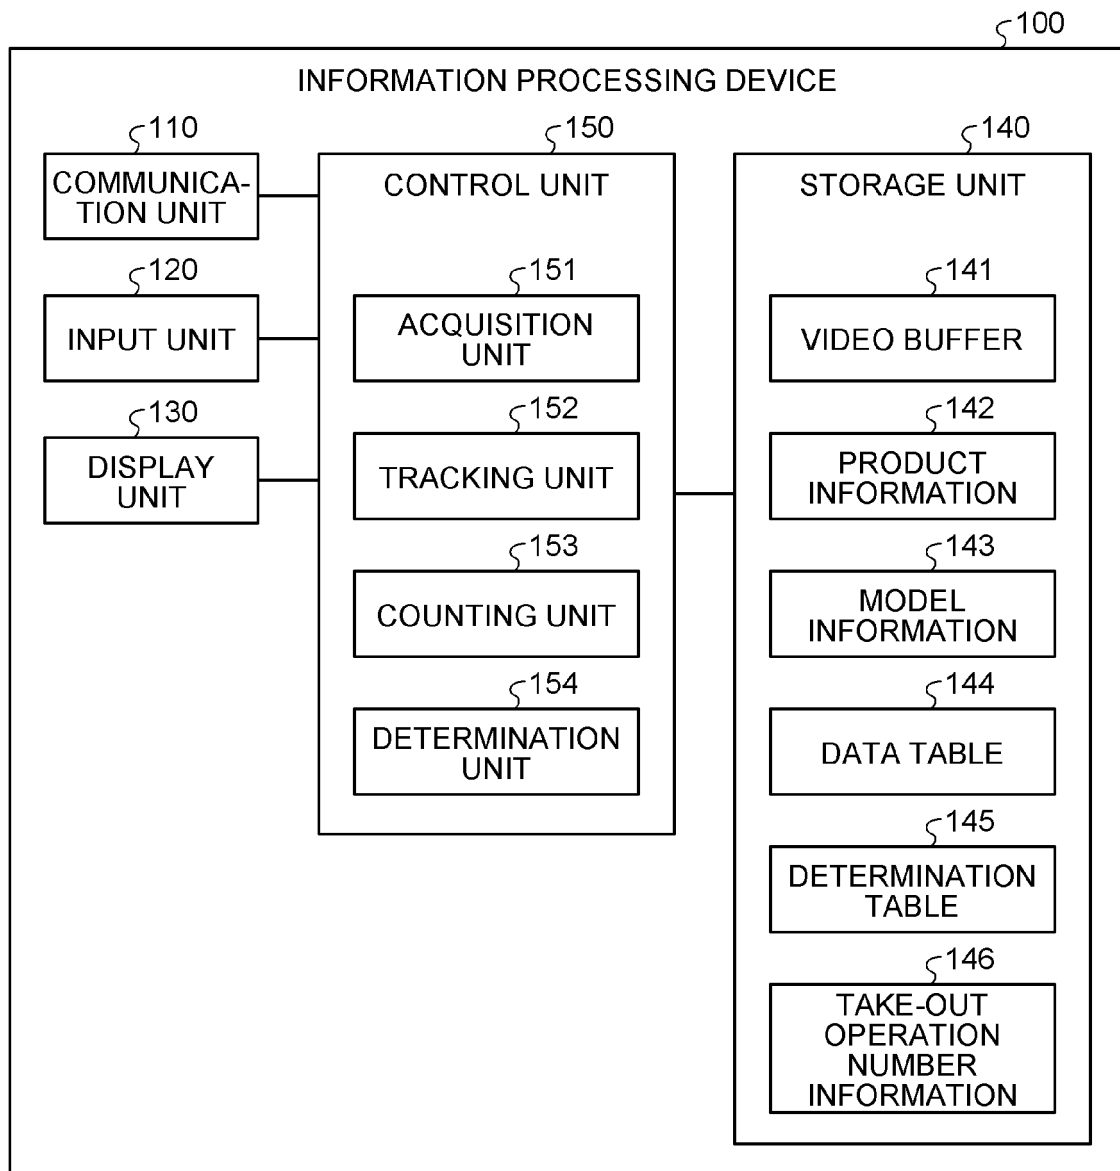 100
INFORMATION PROCESSING DEVICE
110
COMMUNICA-
TION UNIT
120
INPUT UNIT
130
DISPLAY
UNIT
150
CONTROL UNIT
151
ACQUISITION
UNIT
152
TRACKING UNIT
153
COUNTING UNIT
154
DETERMINATION
UNIT
140
STORAGE UNIT
141
VIDEO BUFFER
142
PRODUCT
INFORMATION
143
MODEL
INFORMATION
144
DATA TABLE
145
DETERMINATION
TABLE
146
TAKE-OUT
OPERATION
NUMBER
INFORMATION